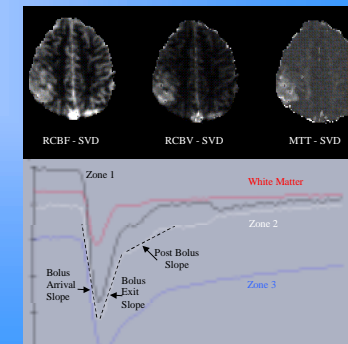 RCBF - SVD
RCBV - SVD
MTT - SVD
Zone 1
White Matter
Zone 2
Post Bolus
Slope
Bolus
Arrival
Slope
Bolus
Exit
Slope
Zone 3